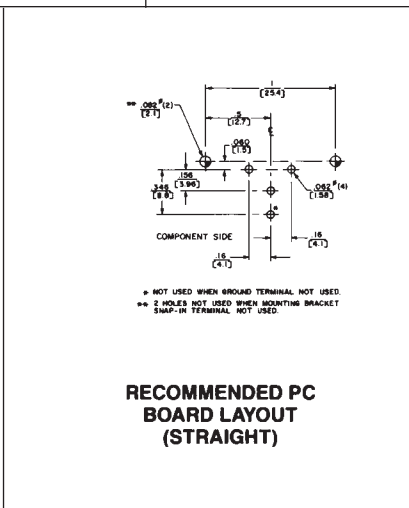 1
[25.4]
** .082ø(2)
[2.1]
.5
[12.7]
℄
.060
[1.5]
.156
[3.96]
.346
[8.8]
*
.062ø(4)
[1.58]
COMPONENT SIDE
.16
[4.1]
.16
[4.1]
* NOT USED WHEN GROUND TERMINAL NOT USED.
** 2 HOLES NOT USED WHEN MOUNTING BRACKET
SNAP-IN TERMINAL NOT USED.
RECOMMENDED PC
BOARD LAYOUT
(STRAIGHT)